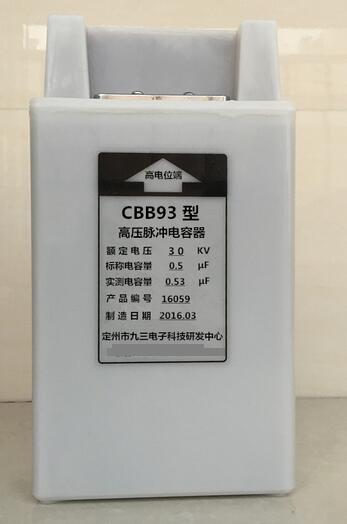 高电位端
CBB93 型
高压脉冲电容器
额定电压 30 KV
标称电容量 0.5 μF
实测电容量 0.53 μF
产品编号 16059
制造日期 2016.03
定州市九三电子科技研发中心